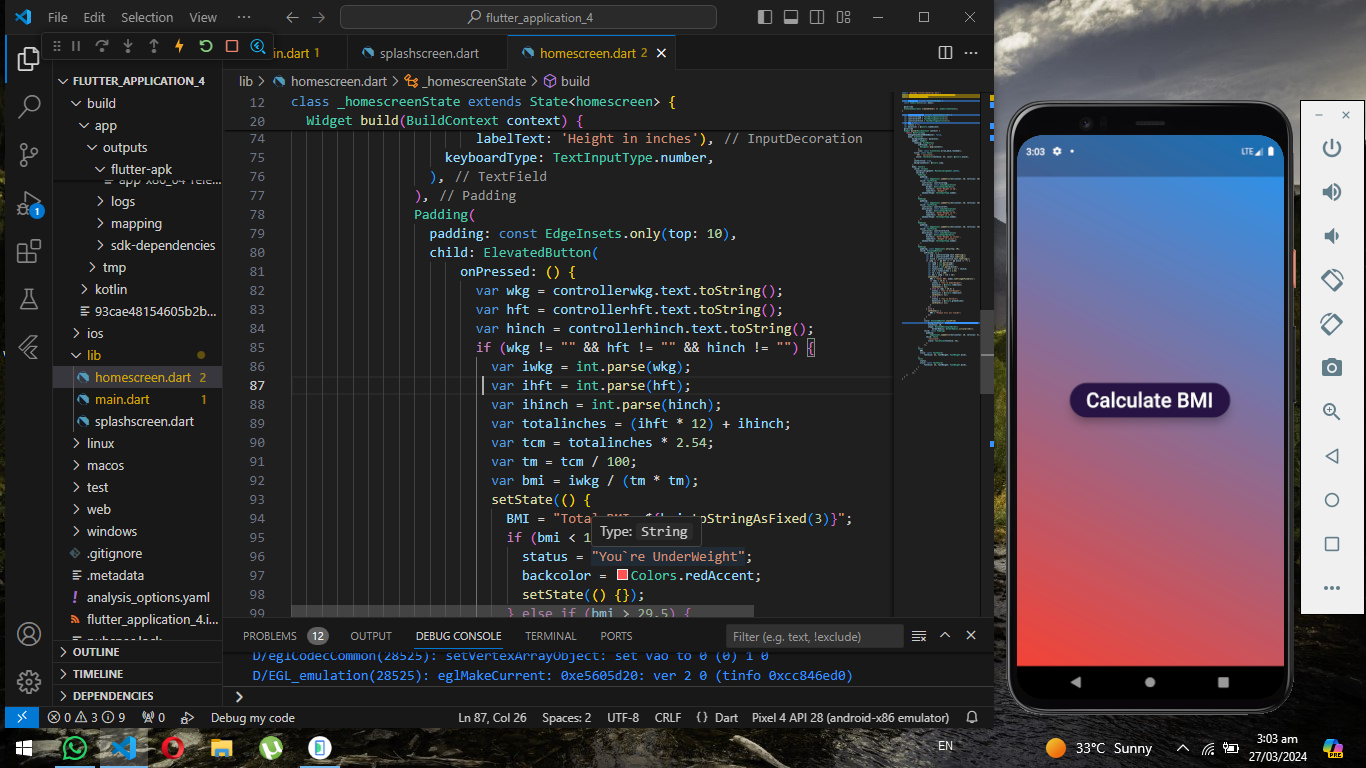 File Edit Selection View ··· flutter_application_4
ain.dart 1 splashscreen.dart homescreen.dart 2
FLUTTER_APPLICATION_4
build
app
outputs
flutter-apk
logs
mapping
sdk-dependencies
tmp
kotlin
93cae48154605b2b...
ios
lib
homescreen.dart 2
main.dart 1
splashscreen.dart
linux
macos
test
web
windows
.gitignore
.metadata
analysis_options.yaml
flutter_application_4.i...
OUTLINE
TIMELINE
DEPENDENCIES
1
lib > homescreen.dart > _homescreenState > build
12 class _homescreenState extends State<homescreen> {
20 Widget build(BuildContext context) {
74 labelText: 'Height in inches'), // InputDecoration
75 keyboardType: TextInputType.number,
76 ), // TextField
77 ), // Padding
78 Padding(
79 padding: const EdgeInsets.only(top: 10),
80 child: ElevatedButton(
81 onPressed: () {
82 var wkg = controllerwkg.text.toString();
83 var hft = controllerhft.text.toString();
84 var hinch = controllerhinch.text.toString();
85 if (wkg != "" && hft != "" && hinch != "") {
86 var iwkg = int.parse(wkg);
87 var ihft = int.parse(hft);
88 var ihinch = int.parse(hinch);
89 var totalinches = (ihft * 12) + ihinch;
90 var tcm = totalinches * 2.54;
91 var tm = tcm / 100;
92 var bmi = iwkg / (tm * tm);
93 setState(() {
94 BMI = "Total toStringAsFixed(3)}";
95 if (bmi < 1
Type: String
96 status = "You`re UnderWeight";
97 backcolor = Colors.redAccent;
98 setState(() {});
99 } else if (bmi > 29.5) {
PROBLEMS 12 OUTPUT DEBUG CONSOLE TERMINAL PORTS Filter (e.g. text, !exclude)
D/eglCodecCommon(28525): setVertexArrayObject: set vao to 0 (0) 1 0
D/EGL_emulation(28525): eglMakeCurrent: 0xe5605d20: ver 2 0 (tinfo 0xcc846ed0)
0 3 9 0 Debug my code Ln 87, Col 26 Spaces: 2 UTF-8 CRLF {} Dart Pixel 4 API 28 (android-x86 emulator)
3:03 LTE
Calculate BMI
EN 33°C Sunny 3:03 am
27/03/2024
PRE